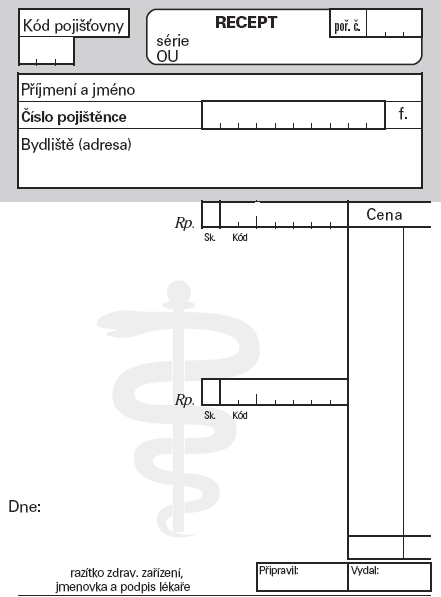 Kód pojišťovny
RECEPT
poř. č.
série
OU
Příjmení a jméno
Číslo pojištěnce
f.
Bydliště (adresa)
Rp.
Cena
Sk.
Kód
Rp.
Sk.
Kód
Dne:
razítko zdrav. zařízení,
jmenovka a podpis lékaře
Připravil:
Vydal: